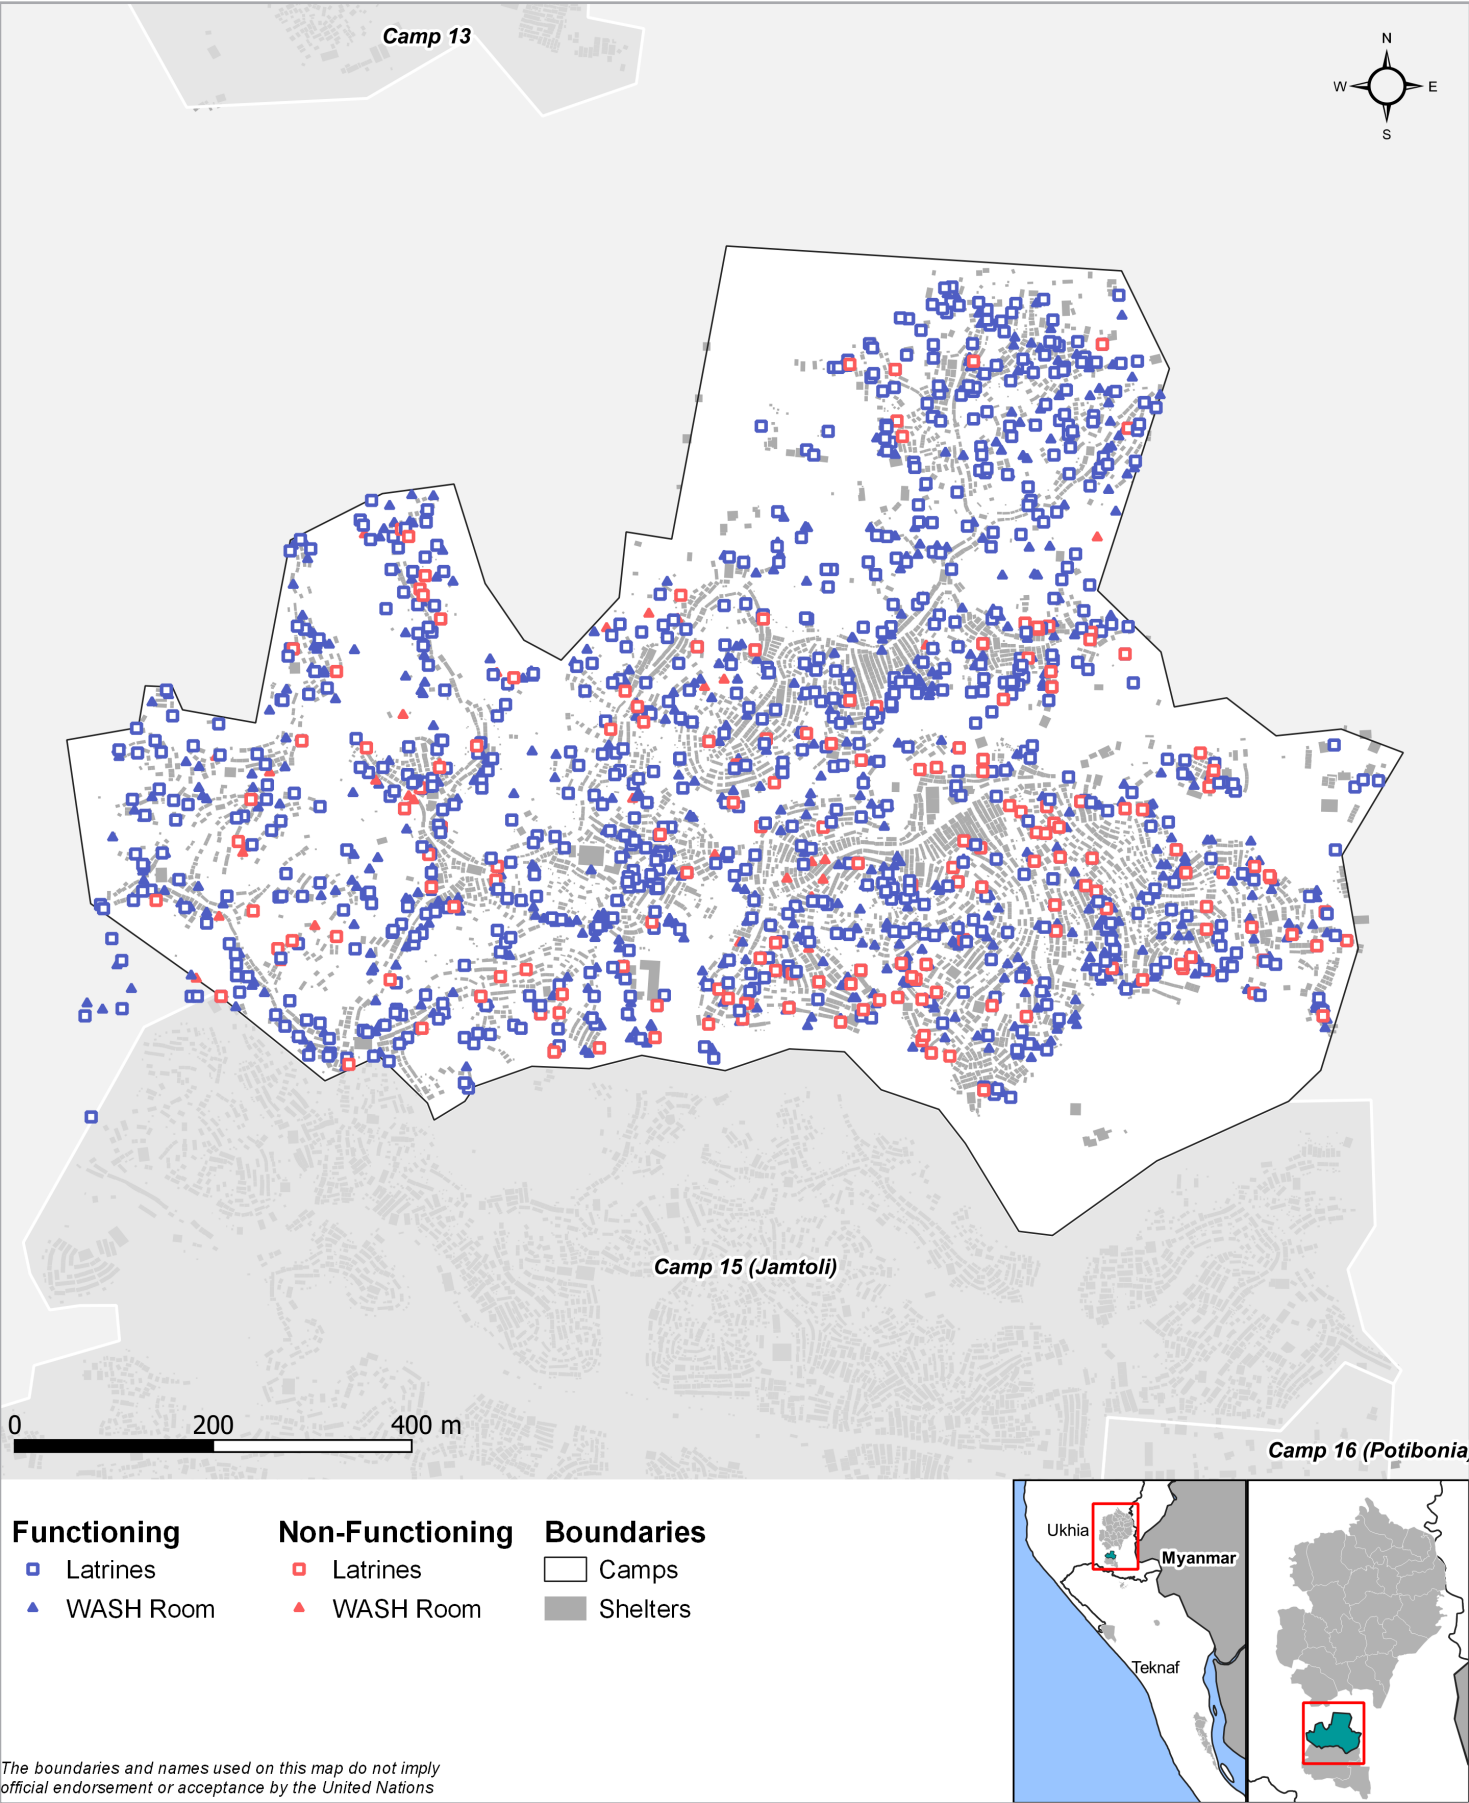 Camp 13
N
W E
S
Camp 15 (Jamtoli)
0 200 400 m
Camp 16 (Potibonia)
Functioning Non-Functioning Boundaries
Latrines Latrines Camps
WASH Room WASH Room Shelters
Ukhia
Myanmar
Teknaf
The boundaries and names used on this map do not imply
official endorsement or acceptance by the United Nations